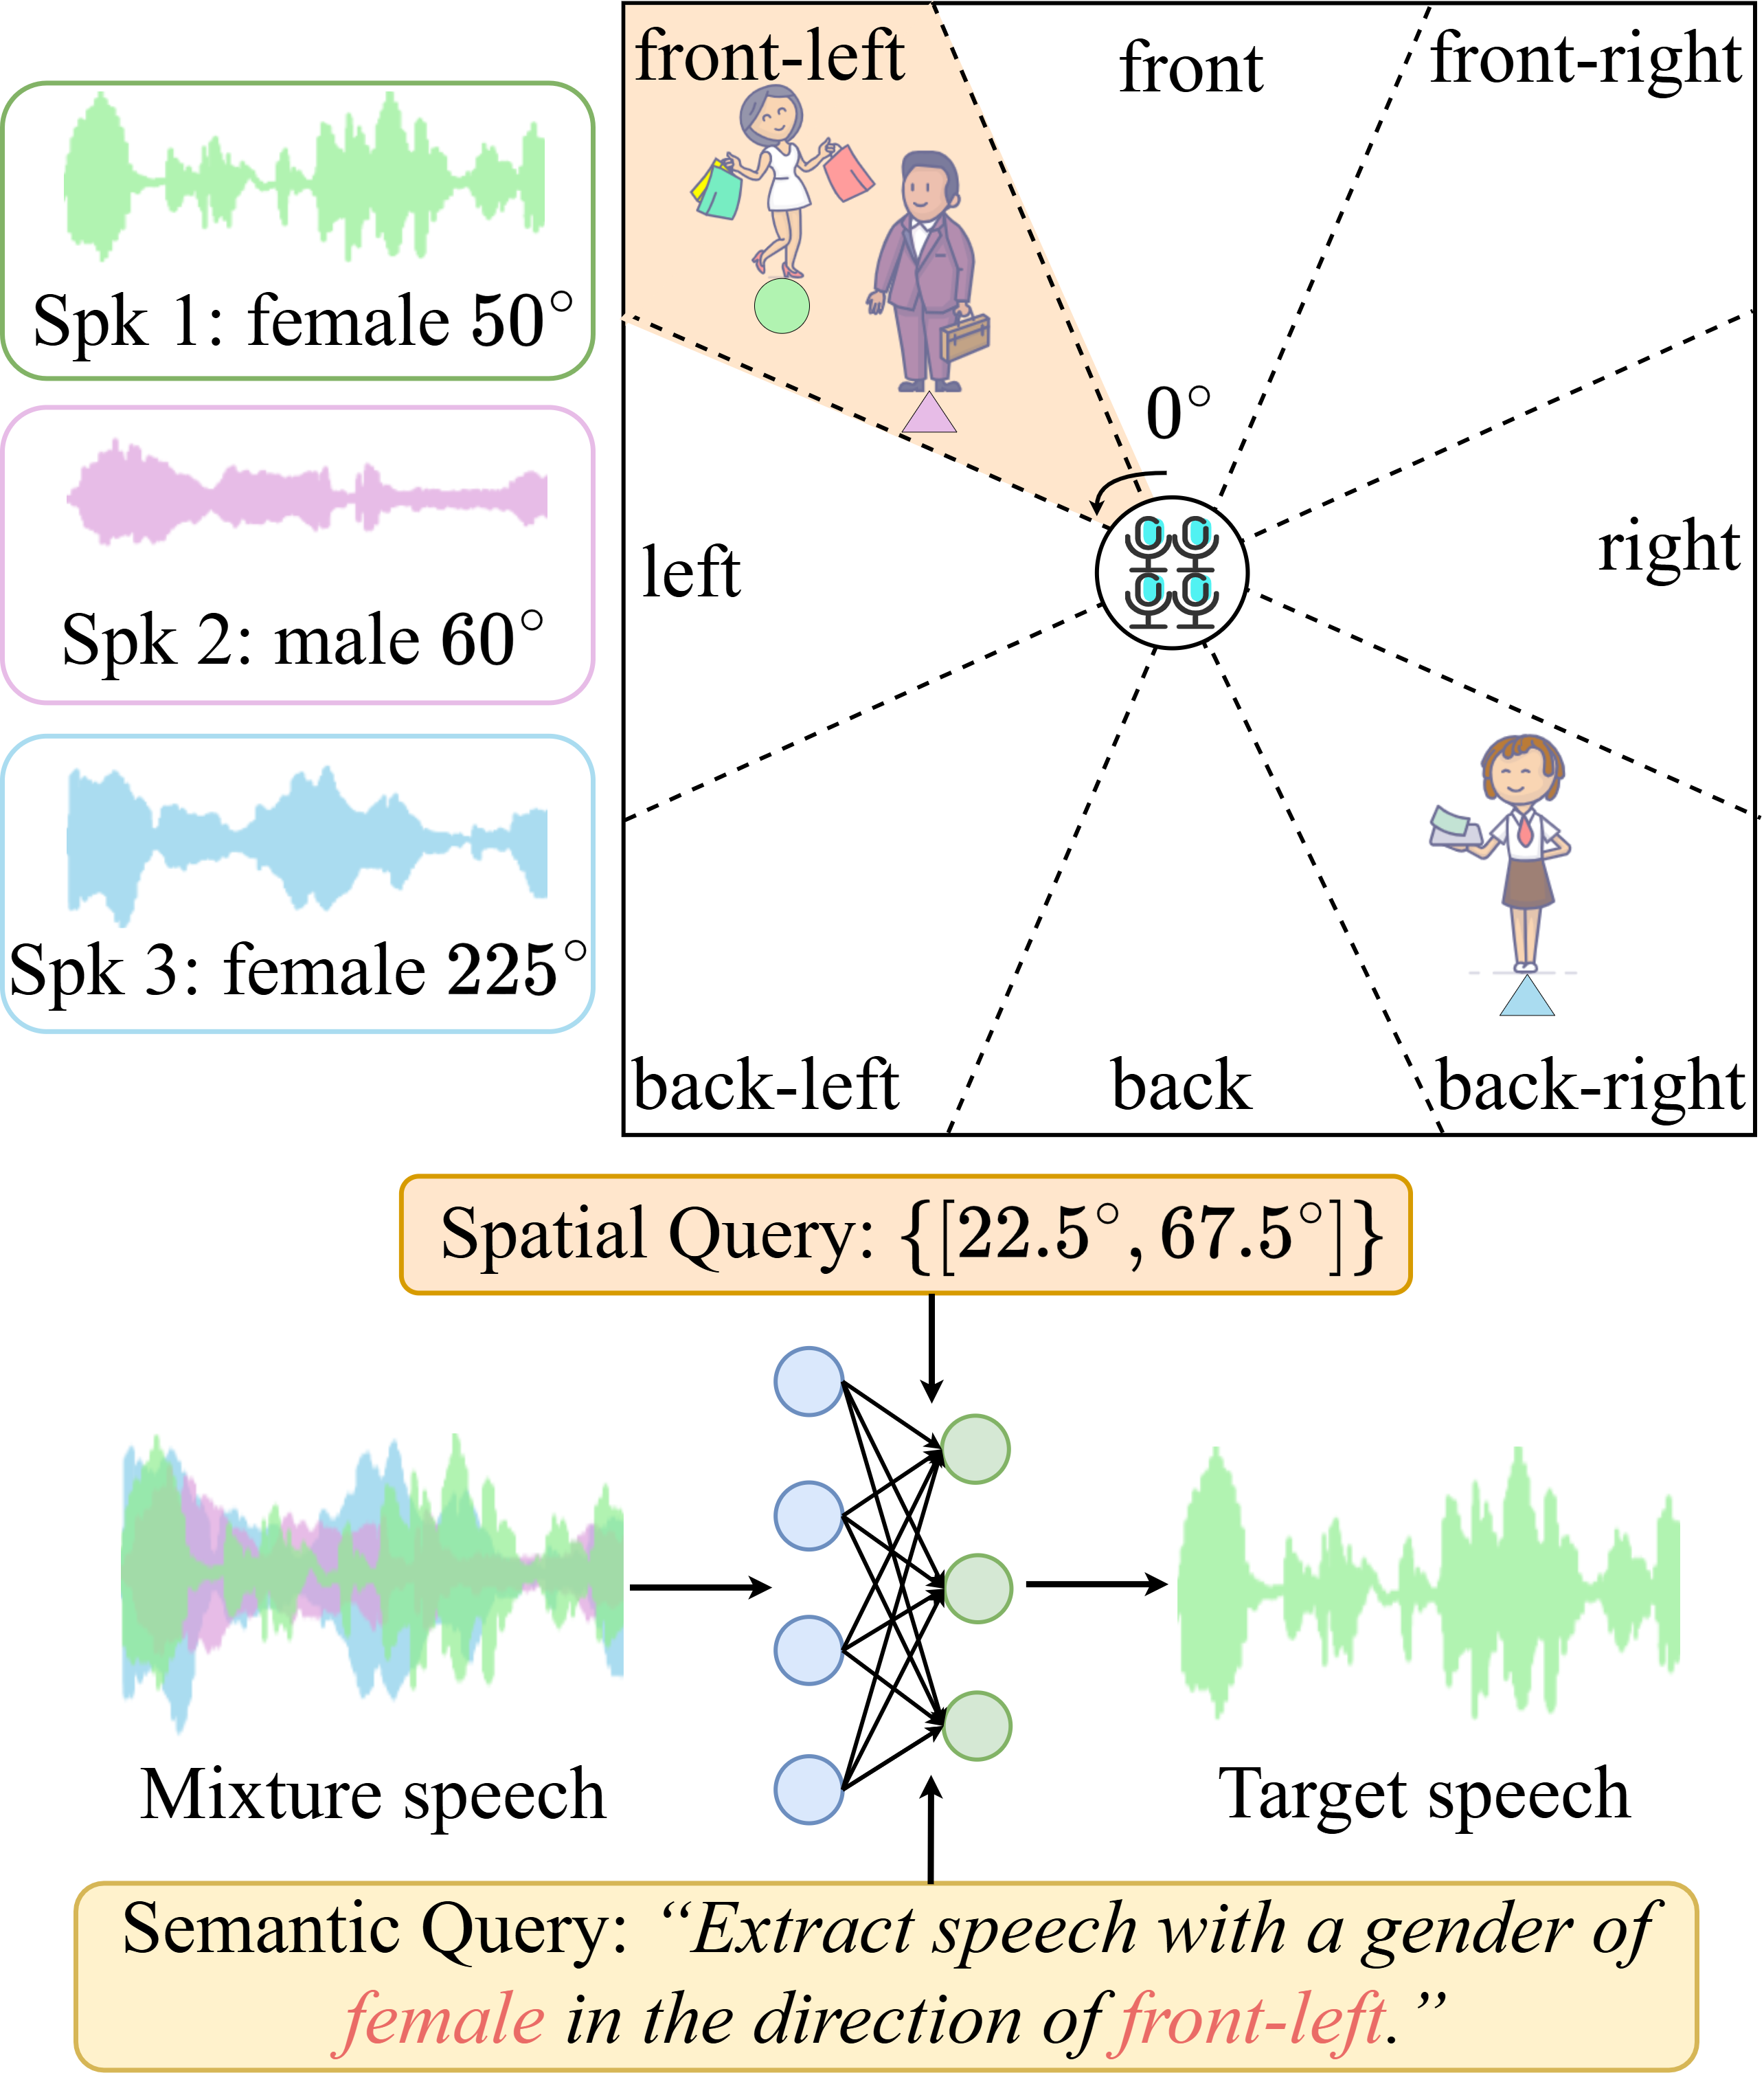 Spk 1: female 50°
Spk 2: male 60°
Spk 3: female 225°
front-left
front
front-right
0°
left
right
back-left
back
back-right
Spatial Query: {[22.5°, 67.5°]}
Mixture speech
Target speech
Semantic Query: “Extract speech with a gender of
female in the direction of front-left.”